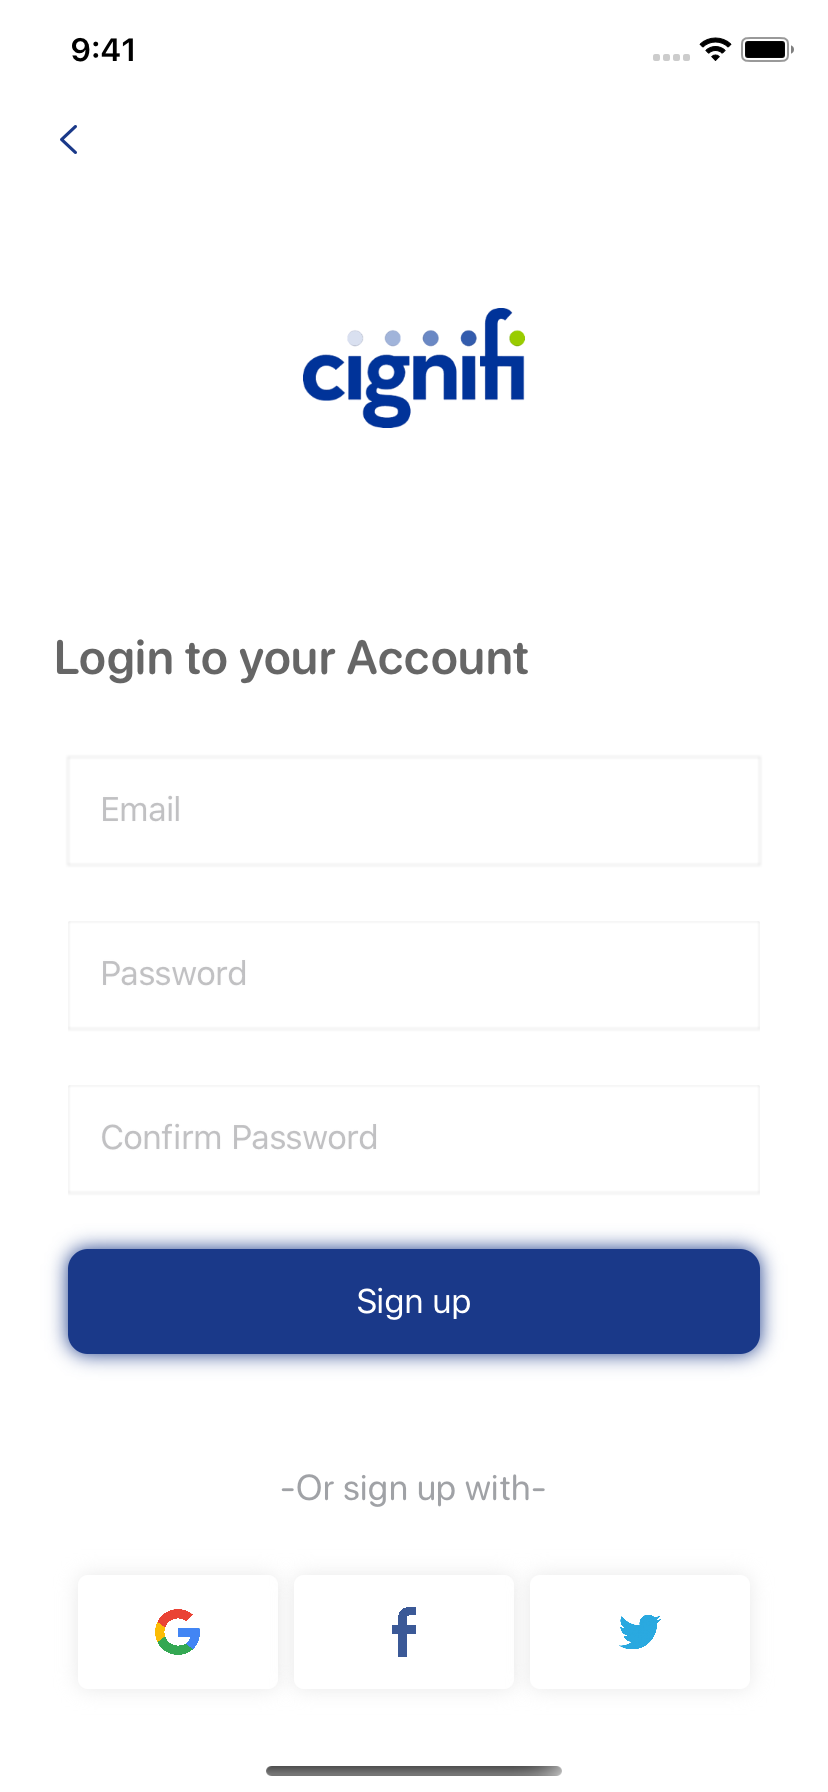 9:41
cignifi
Login to your Account
Email
Password
Confirm Password
Sign up
-Or sign up with-